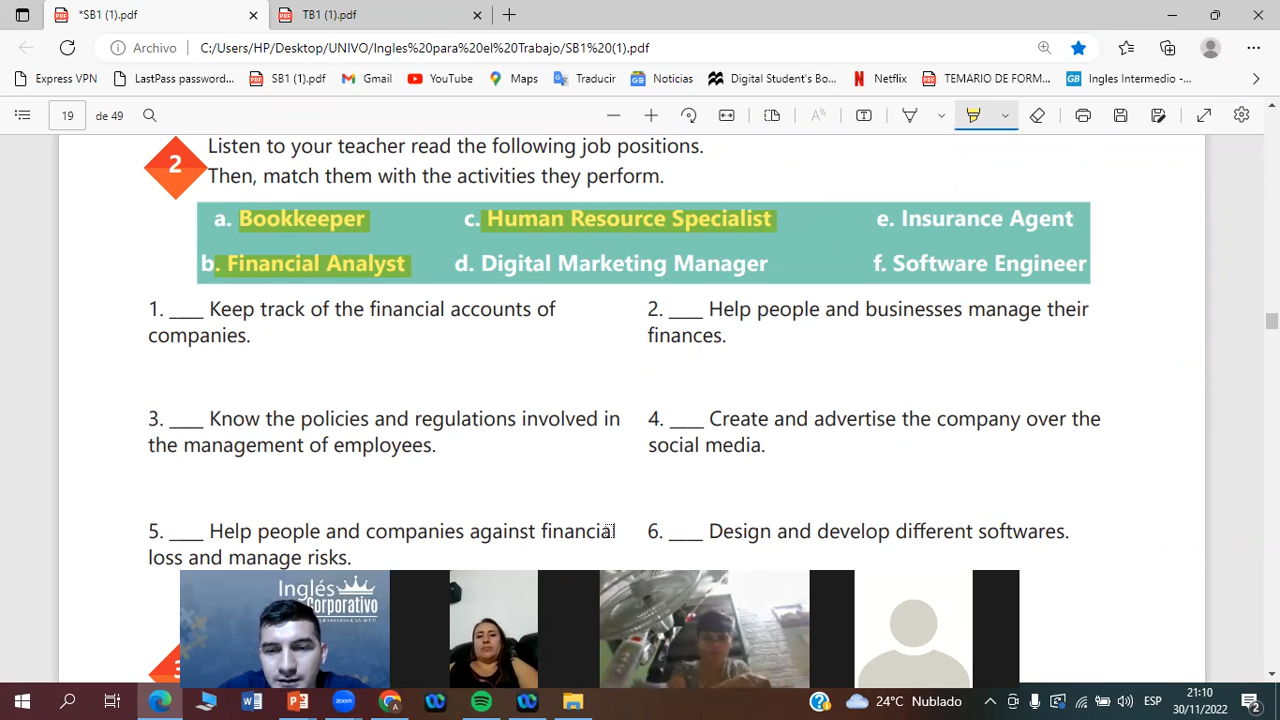 *SB1 (1).pdf
TB1 (1).pdf
Archivo
C:/Users/HP/Desktop/UNIVO/Ingles%20para%20el%20Trabajo/SB1%20(1).pdf
Express VPN
LastPass password...
SB1 (1).pdf
Gmail
YouTube
Maps
Traducir
Noticias
Digital Student's Bo...
Netflix
TEMARIO DE FORM...
GB
Ingles Intermedio -...
19
de 49
2
Listen to your teacher read the following job positions.
Then, match them with the activities they perform.
a. Bookkeeper
c. Human Resource Specialist
e. Insurance Agent
b. Financial Analyst
d. Digital Marketing Manager
f. Software Engineer
1. ____ Keep track of the financial accounts of
companies.
2. ____ Help people and businesses manage their
finances.
3. ____ Know the policies and regulations involved in
the management of employees.
4. ____ Create and advertise the company over the
social media.
5. ____ Help people and companies against financial
loss and manage risks.
6. ____ Design and develop different softwares.
Inglés
Corporativo
24°C Nublado
ESP
21:10
30/11/2022
2